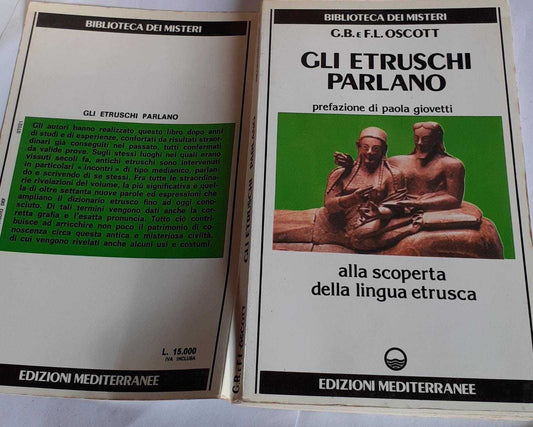 BIBLIOTECA DEI MISTERI
GLI ETRUSCHI PARLANO
Gli autori hanno realizzato questo libro dopo anni
di studi e di esperienze, confortati da risultati straor-
dinari già conseguiti nel passato, tutti confermati
da valide prove. Sugli stessi luoghi nei quali erano
vissuti secoli fa, antichi etruschi sono intervenuti
in particolari «incontri» di tipo medianico, parlan-
do e scrivendo di se stessi. Fra tutte le straordina-
rie rivelazioni del volume, la più significativa è quel-
la di oltre settanta nuove parole ed espressioni che
ampliano il dizionario etrusco fino ad oggi cono-
sciuto. Di tali termini vengono dati anche la cor-
retta grafia e l'esatta pronuncia. Tutto ciò contri-
buisce ad arricchire non poco il patrimonio di co-
noscenza circa questa antica e misteriosa civiltà,
di cui vengono rivelati anche alcuni usi e costumi.
L. 15.000
IVA INCLUSA
EDIZIONI MEDITERRANEE
G.B. E F.L. OSCOTT
GLI ETRUSCHI PARLANO
BIBLIOTECA DEI MISTERI
G.B. E F.L. OSCOTT
GLI ETRUSCHI
PARLANO
prefazione di paola giovetti
alla scoperta
della lingua etrusca
EDIZIONI MEDITERRANEE